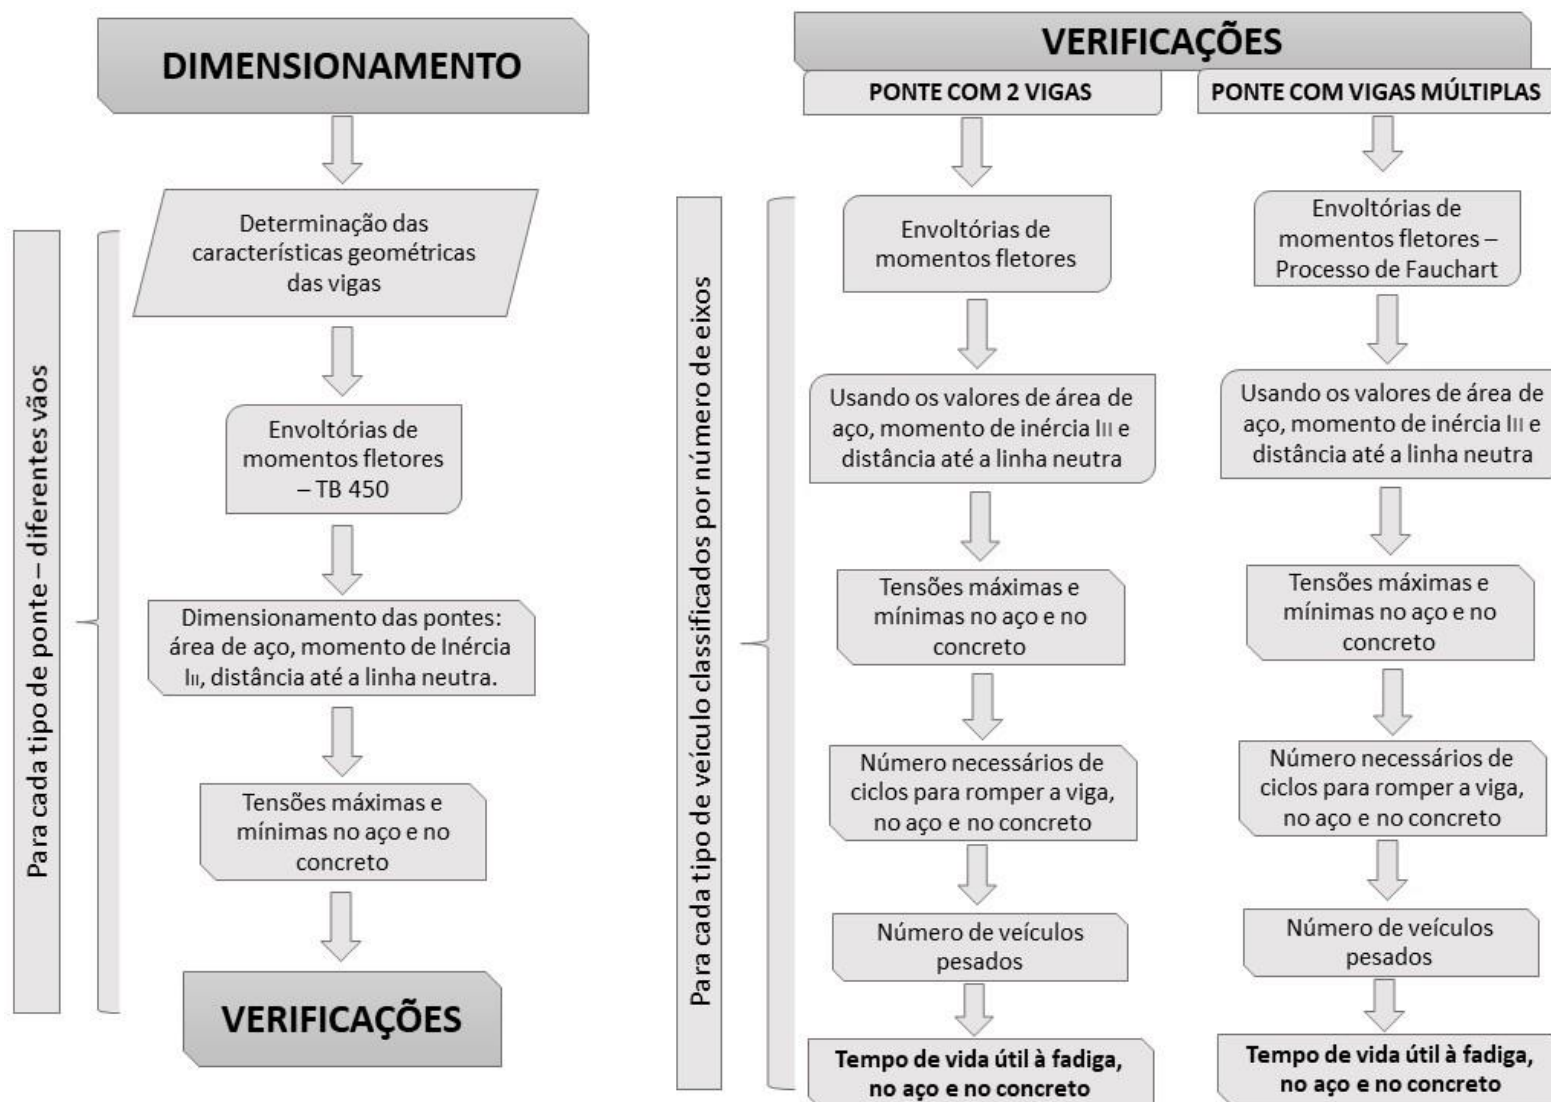 DIMENSIONAMENTO
Para cada tipo de ponte – diferentes vãos
Determinação das
características geométricas
das vigas
Envoltórias de
momentos fletores
– TB 450
Dimensionamento das pontes:
área de aço, momento de Inércia
III, distância até a linha neutra.
Tensões máximas e
mínimas no aço e no
concreto
VERIFICAÇÕES
VERIFICAÇÕES
Para cada tipo de veículo classificados por número de eixos
PONTE COM 2 VIGAS
Envoltórias de
momentos fletores
Usando os valores de área de
aço, momento de inércia III e
distância até a linha neutra
Tensões máximas e
mínimas no aço e no
concreto
Número necessários de
ciclos para romper a viga,
no aço e no concreto
Número de veículos
pesados
Tempo de vida útil à fadiga,
no aço e no concreto
PONTE COM VIGAS MÚLTIPLAS
Envoltórias de
momentos fletores –
Processo de Fauchart
Usando os valores de área de
aço, momento de inércia III e
distância até a linha neutra
Tensões máximas e
mínimas no aço e no
concreto
Número necessários de
ciclos para romper a viga,
no aço e no concreto
Número de veículos
pesados
Tempo de vida útil à fadiga,
no aço e no concreto